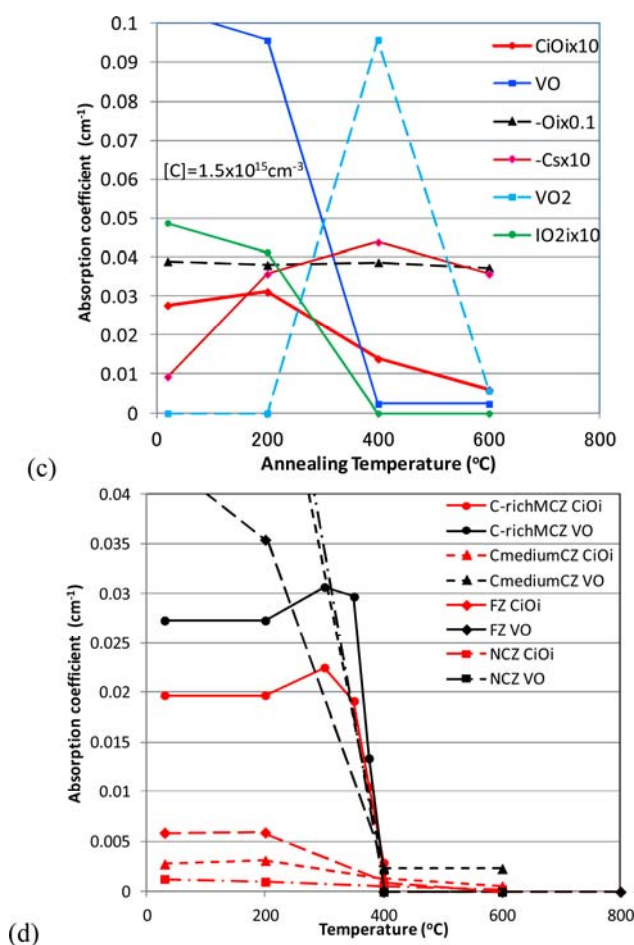 0.1
0.09
0.08
0.07
0.06
0.05
0.04
0.03
0.02
0.01
0
Absorption coefficient (cm⁻¹)
[C]=1.5x10¹⁵cm⁻³
CiOix10
VO
-Oix0.1
-Csx10
VO2
IO2ix10
0 200 400 600 800
Annealing Temperature (°C)
(c)
0.04
0.035
0.03
0.025
0.02
0.015
0.01
0.005
0
Absorption coefficient (cm⁻¹)
C-richMCZ CiOi
C-richMCZ VO
CmediumCZ CiOi
CmediumCZ VO
FZ CiOi
FZ VO
NCZ CiOi
NCZ VO
0 200 400 600 800
Temperature (°C)
(d)